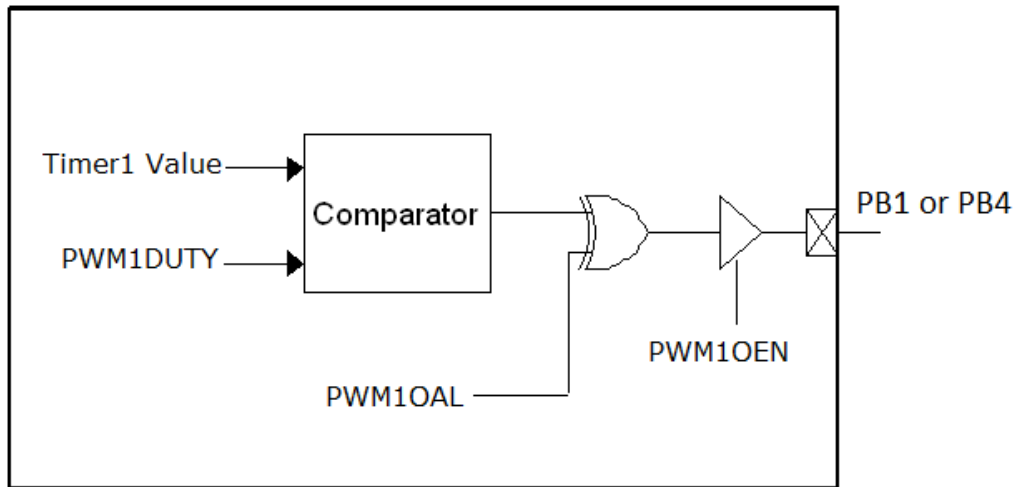 Timer1 Value
Comparator
PB1 or PB4
PWM1DUTY
PWM1OEN
PWM1OAL